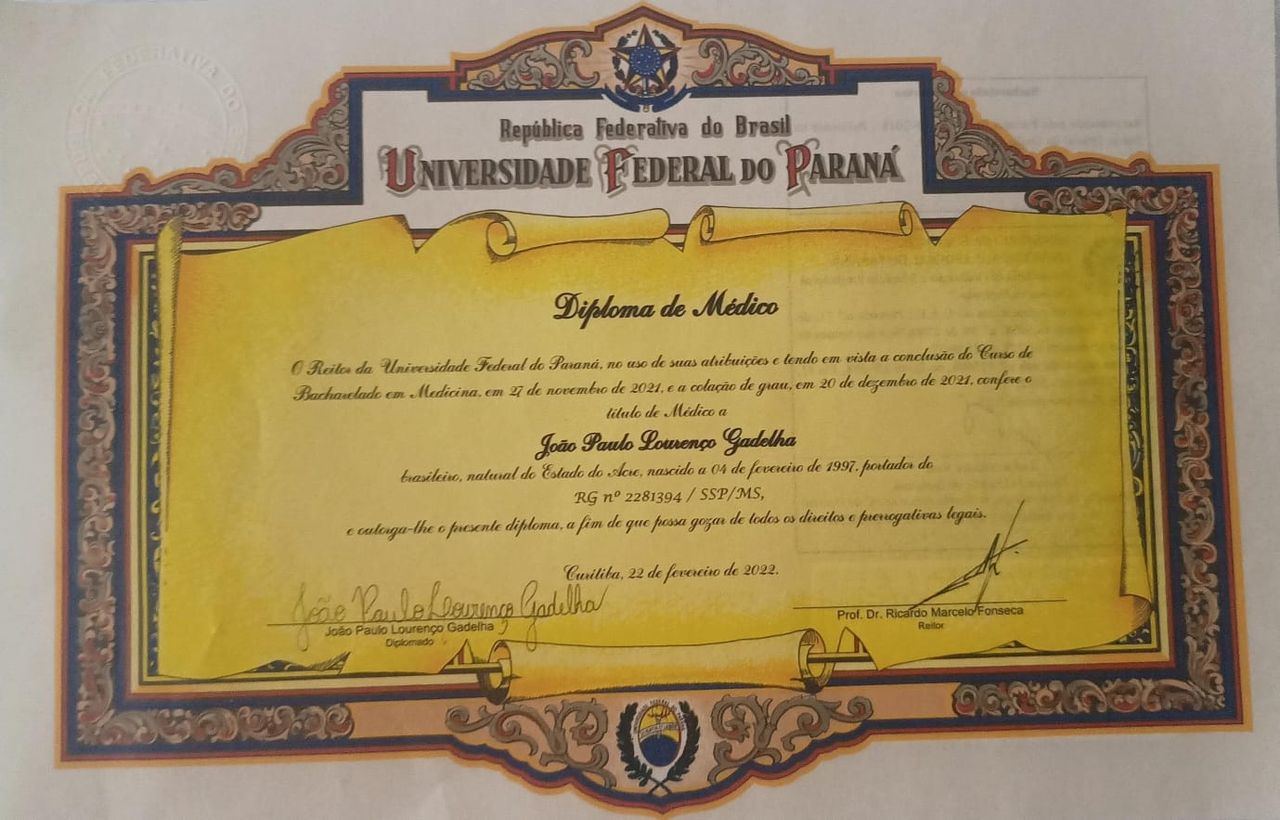 República Federativa do Brasil
UNIVERSIDADE FEDERAL DO PARANÁ
Diploma de Médico
O Reitor da Universidade Federal do Paraná, no uso de suas atribuições e tendo em vista a conclusão do Curso de
Bacharelado em Medicina, em 27 de novembro de 2021, e a colação de grau, em 20 de dezembro de 2021, confere o
título de Médico a
João Paulo Lourenço Gadelha
brasileiro, natural do Estado do Acre, nascido a 04 de fevereiro de 1997, portador do
RG nº 2281394 / SSP/MS,
e outorga-lhe o presente diploma, a fim de que possa gozar de todos os direitos e prerrogativas legais.
Curitiba, 22 de fevereiro de 2022.
João Paulo Lourenço Gadelha
João Paulo Lourenço Gadelha
Diplomado
Prof. Dr. Ricardo Marcelo Fonseca
Reitor
FEDERATIVA DO